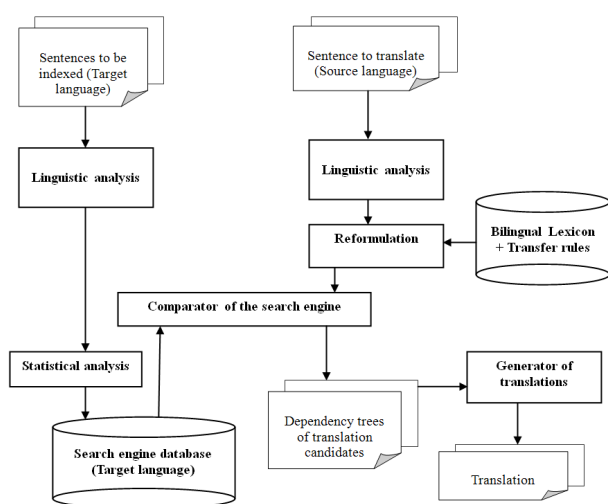 Sentences to be
indexed (Target
language)
Sentence to translate
(Source language)
Linguistic analysis
Linguistic analysis
Reformulation
Bilingual Lexicon
+ Transfer rules
Comparator of the search engine
Statistical analysis
Generator of
translations
Dependency trees
of translation
candidates
Search engine database
(Target language)
Translation